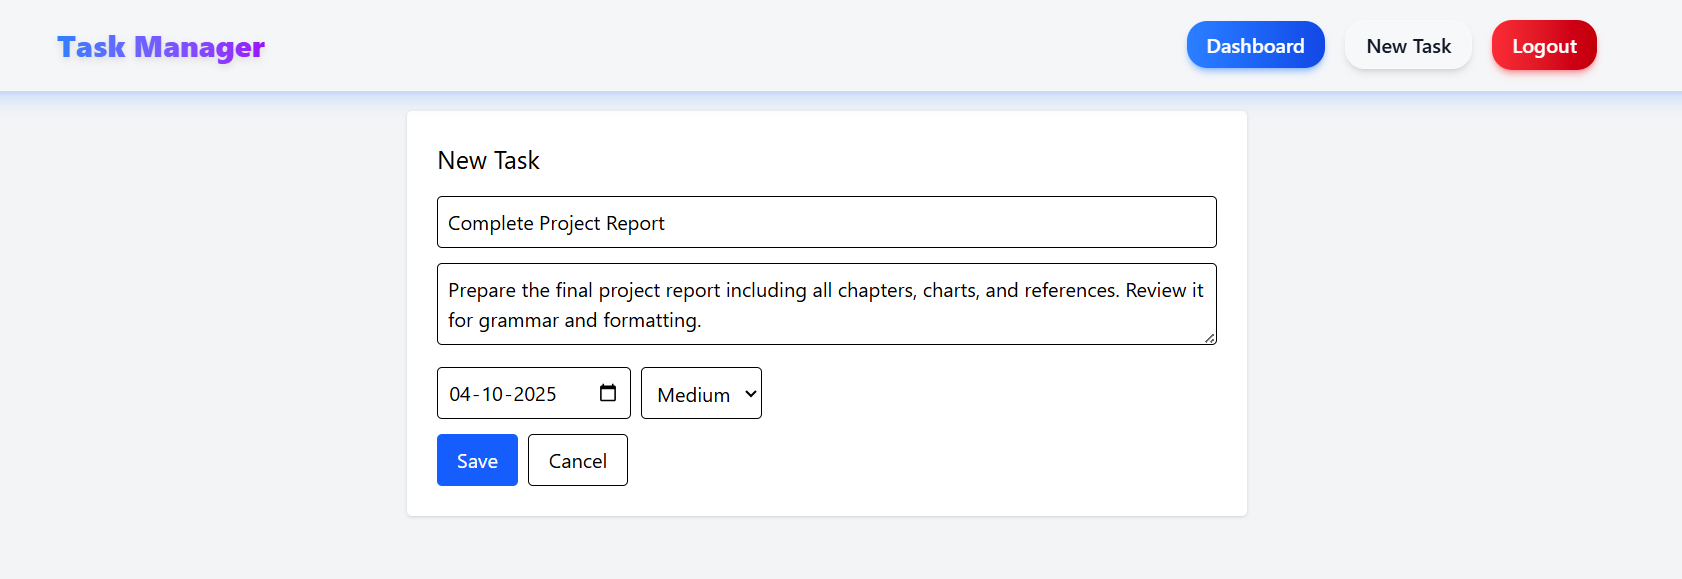 Task Manager
Dashboard
New Task
Logout
New Task
Complete Project Report
Prepare the final project report including all chapters, charts, and references. Review it
for grammar and formatting.
04-10-2025
Medium
Save
Cancel